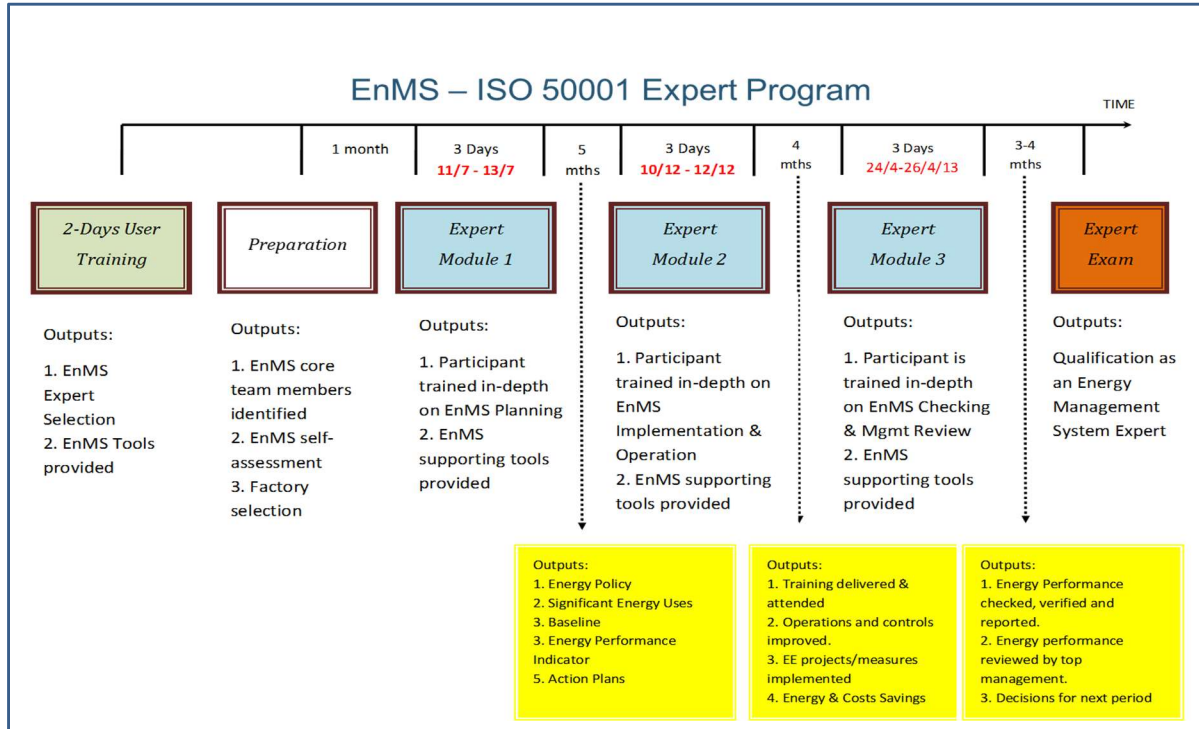 EnMS – ISO 50001 Expert Program
TIME
1 month
3 Days
11/7 - 13/7
5
mths
3 Days
10/12 - 12/12
4
mths
3 Days
24/4-26/4/13
3-4
mths
2-Days User
Training
Preparation
Expert
Module 1
Expert
Module 2
Expert
Module 3
Expert
Exam
Outputs:
1. EnMS
Expert
Selection
2. EnMS Tools
provided
Outputs:
1. EnMS core
team members
identified
2. EnMS self-
assessment
3. Factory
selection
Outputs:
1. Participant
trained in-depth
on EnMS Planning
2. EnMS
supporting tools
provided
Outputs:
1. Participant
trained in-depth on
EnMS
Implementation &
Operation
2. EnMS supporting
tools provided
Outputs:
1. Participant is
trained in-depth
on EnMS Checking
& Mgmt Review
2. EnMS
supporting tools
provided
Outputs:
Qualification as
an Energy
Management
System Expert
Outputs:
1. Energy Policy
2. Significant Energy Uses
3. Baseline
3. Energy Performance
Indicator
5. Action Plans
Outputs:
1. Training delivered &
attended
2. Operations and controls
improved.
3. EE projects/measures
implemented
4. Energy & Costs Savings
Outputs:
1. Energy Performance
checked, verified and
reported.
2. Energy performance
reviewed by top
management.
3. Decisions for next period